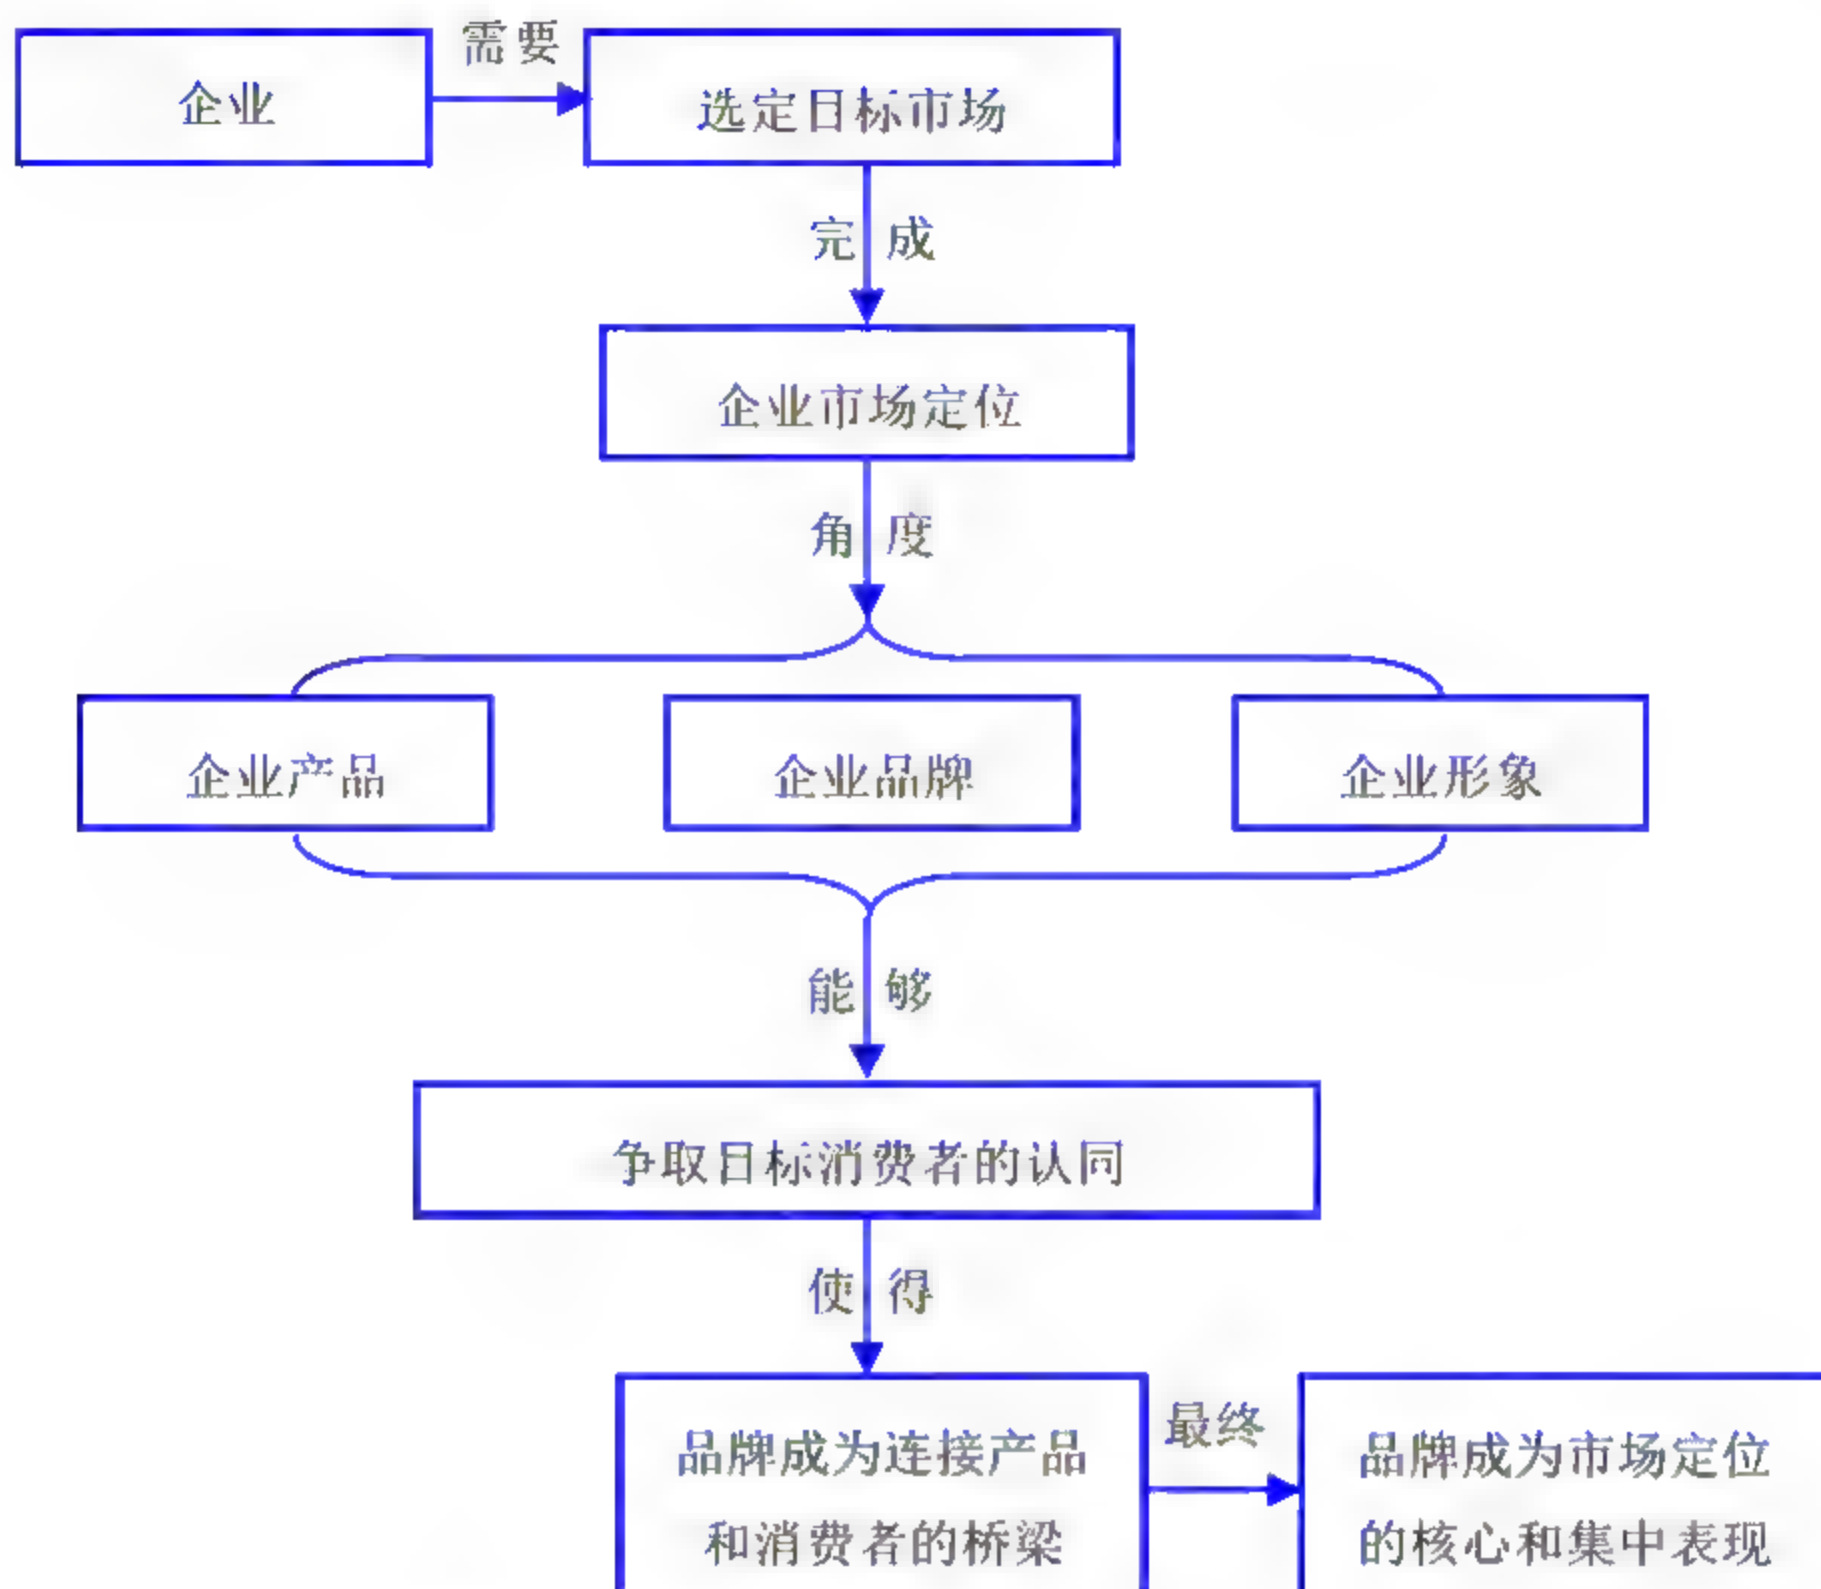 企业
需要
选定目标市场
完成
企业市场定位
角度
企业产品
企业品牌
企业形象
能够
争取目标消费者的认同
使得
品牌成为连接产品
和消费者的桥梁
最终
品牌成为市场定位
的核心和集中表现